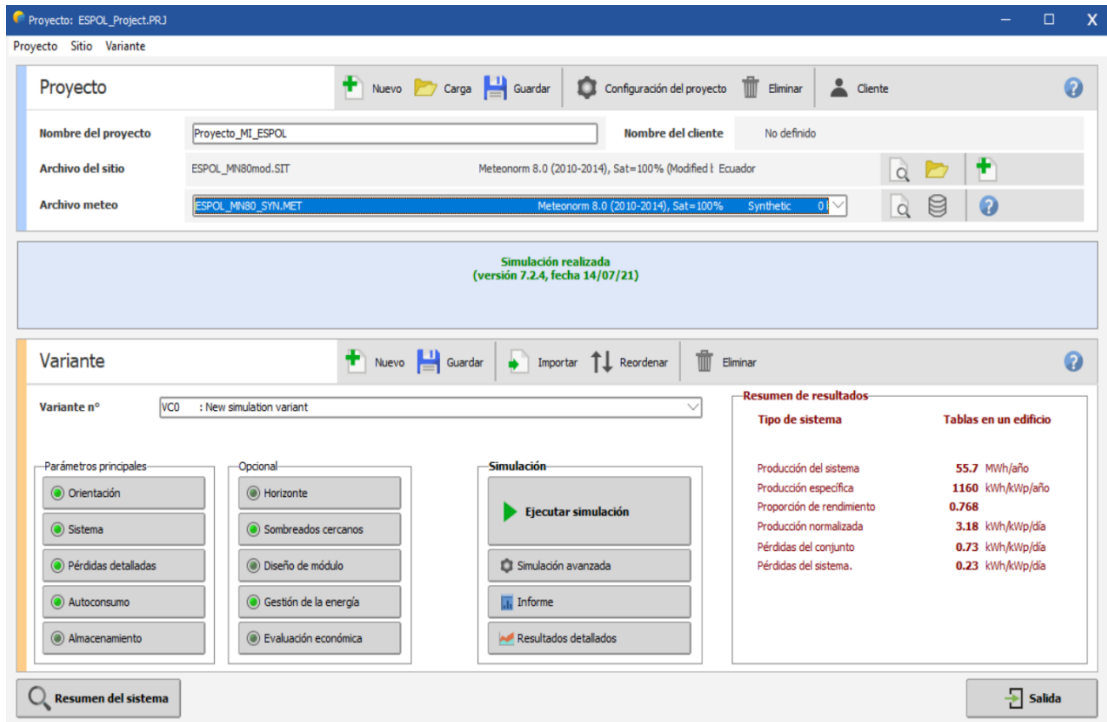 Proyecto: ESPOL_Project.PRJ
Proyecto Sitio Variante
Proyecto
Nuevo Carga Guardar Configuración del proyecto Eliminar Cliente
Nombre del proyecto Proyecto_MI_ESPOL Nombre del cliente No definido
Archivo del sitio ESPOL_MN80mod.SIT Meteonorm 8.0 (2010-2014), Sat=100% (Modified Ecuador
Archivo meteo ESPOL_MN80_SYN.MET Meteonorm 8.0 (2010-2014), Sat=100% Synthetic 0
Simulación realizada
(versión 7.2.4, fecha 14/07/21)
Variante
Nuevo Guardar Importar Reordenar Eliminar
Variante nº VC0 : New simulation variant
Parámetros principales
Orientación
Sistema
Pérdidas detalladas
Autoconsumo
Almacenamiento
Opcional
Horizonte
Sombreados cercanos
Diseño de módulo
Gestión de la energía
Evaluación económica
Simulación
Ejecutar simulación
Simulación avanzada
Informe
Resultados detallados
Resumen de resultados
Tipo de sistema Tablas en un edificio
Producción del sistema 55.7 MWh/año
Producción específica 1160 kWh/kWp/año
Proporción de rendimiento 0.768
Producción normalizada 3.18 kWh/kWp/día
Pérdidas del conjunto 0.73 kWh/kWp/día
Pérdidas del sistema. 0.23 kWh/kWp/día
Resumen del sistema
Salida